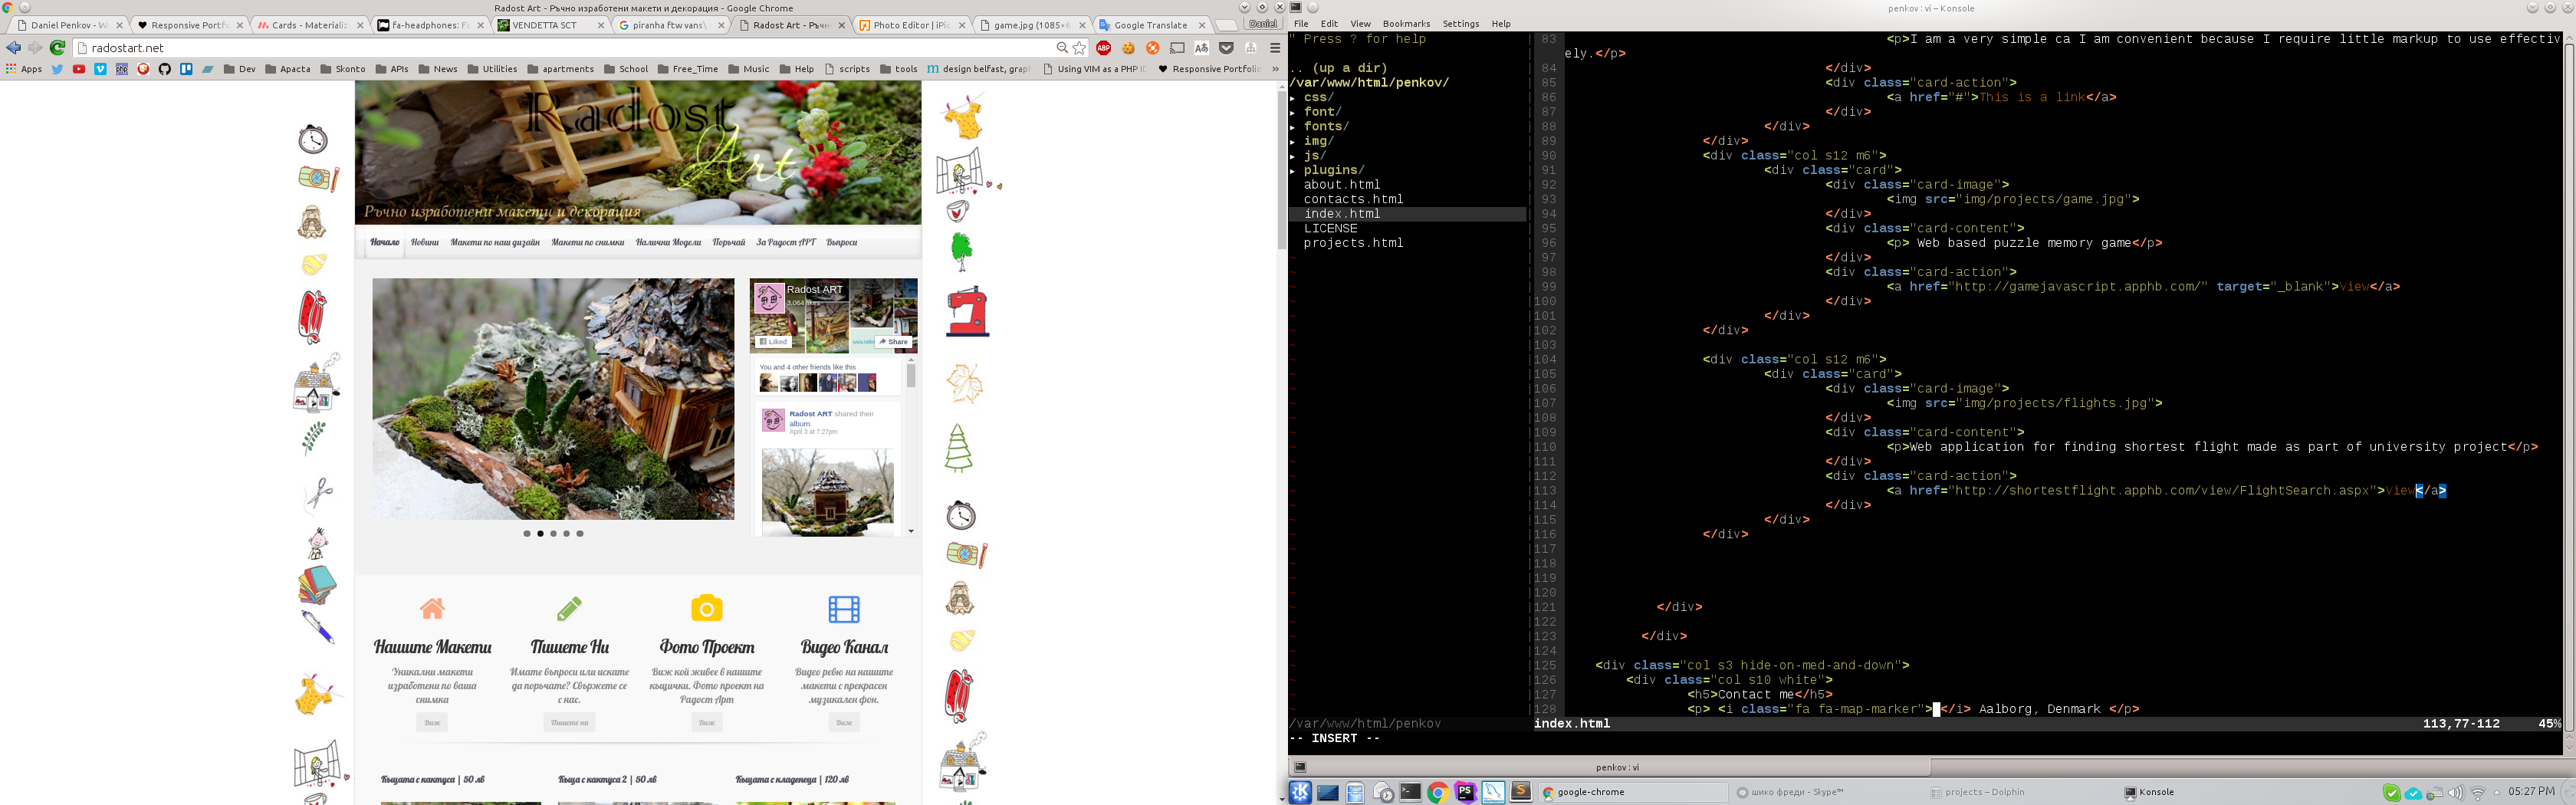 Radost Art - Ръчно изработени макети и декорация - Google Chrome
Daniel Penkov - W
Responsive Portfol
Cards - Materializ
fa-headphones: Fo
VENDETTA SCT
piranha ftw vans\
Radost Art - Ръчн
Photo Editor | iPic
game.jpg (1085×6
Google Translate
Daniel
radostart.net
Apps
Dev
Apacta
Skonto
APIs
News
Utilities
apartments
School
Free_Time
Music
Help
scripts
tools
design belfast, grap
Using VIM as a PHP I
Responsive Portfolio
Radost
Art
Ръчно изработени макети и декорация
Начало Новини Макети по наш дизайн Макети по снимки Налични Модели Поръчай За Радост АРТ Въпроси
Radost ART
3,064 likes
Liked
Share
You and 4 other friends like this
Radost ART shared their
album.
April 3 at 7:27pm
Нашите Макети
Уникални макети
изработени по ваша
снимка
Виж
Пишете Ни
Имате въпроси или искате
да поръчате? Свържете се
с нас.
Пишете ни
Фото Проект
Виж кой живее в нашите
къщички. Фото проект на
Радост Арт
Виж
Видео Канал
Видео ревю на нашите
макети с прекрасен
музикален фон.
Виж
Къщата с кактуса | 50 лв
Къща с кактуса 2 | 50 лв
Къщата с кладенеца | 120 лв
penkov : vi – Konsole
File Edit View Bookmarks Settings Help
" Press ? for help
.. (up a dir)
/var/www/html/penkov/
▸ css/
▸ font/
▸ fonts/
▸ img/
▸ js/
▸ plugins/
about.html
contacts.html
index.html
LICENSE
projects.html
/var/www/html/penkov
83 <p>I am a very simple ca I am convenient because I require little markup to use effectiv
ely.</p>
84 </div>
85 <div class="card-action">
86 <a href="#">This is a link</a>
87 </div>
88 </div>
89 </div>
90 <div class="col s12 m6">
91 <div class="card">
92 <div class="card-image">
93 <img src="img/projects/game.jpg">
94 </div>
95 <div class="card-content">
96 <p> Web based puzzle memory game</p>
97 </div>
98 <div class="card-action">
99 <a href="http://gamejavascript.apphb.com/" target="_blank">View</a>
100 </div>
101 </div>
102 </div>
103
104 <div class="col s12 m6">
105 <div class="card">
106 <div class="card-image">
107 <img src="img/projects/flights.jpg">
108 </div>
109 <div class="card-content">
110 <p>Web application for finding shortest flight made as part of university project</p>
111 </div>
112 <div class="card-action">
113 <a href="http://shortestflight.apphb.com/view/FlightSearch.aspx">View</a>
114 </div>
115 </div>
116 </div>
117
118
119
120
121 </div>
122
123 </div>
124
125 <div class="col s3 hide-on-med-and-down">
126 <div class="col s10 white">
127 <h5>Contact me</h5>
128 <p> <i class="fa fa-map-marker"> </i> Aalborg, Denmark </p>
index.html 113,77-112 45%
-- INSERT --
penkov : vi
google-chrome
шико фреди - Skype™
projects – Dolphin
Konsole
05:27 PM